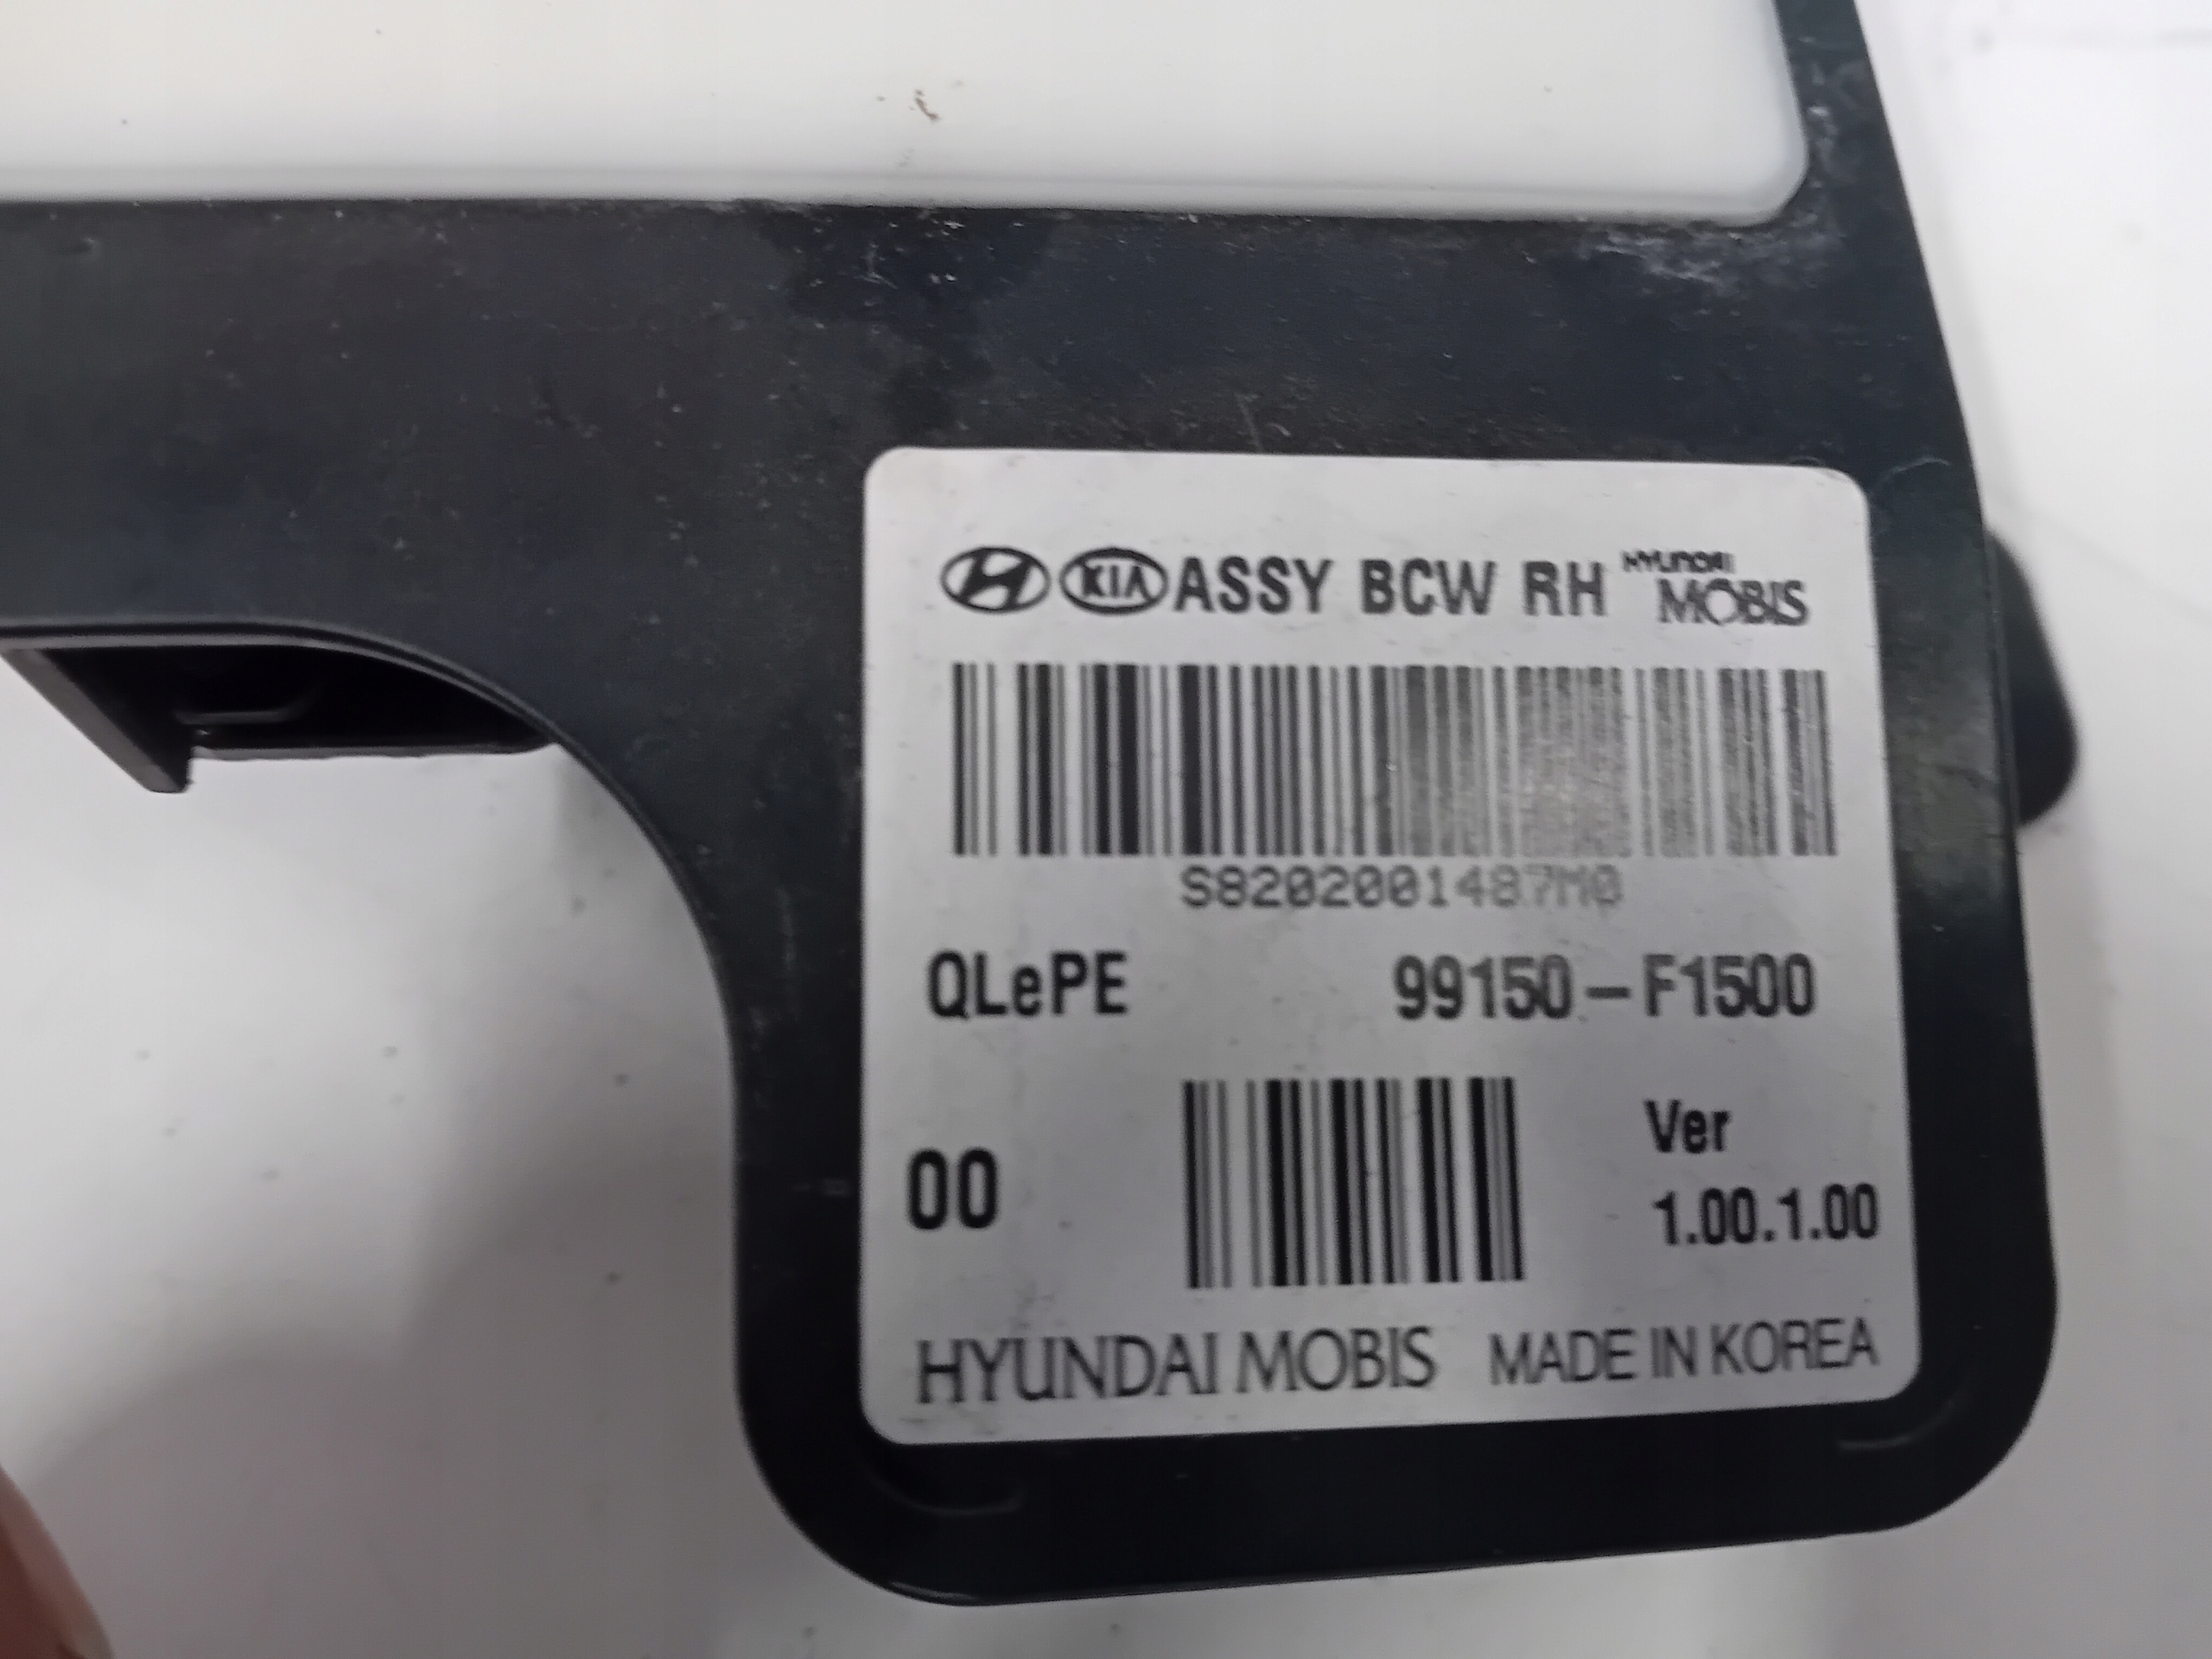 KIA ASSY BCW RH HYUNDAI MOBIS
S8202001487M0
QLePE 99150-F1500
00 Ver 1.00.1.00
HYUNDAI MOBIS MADE IN KOREA